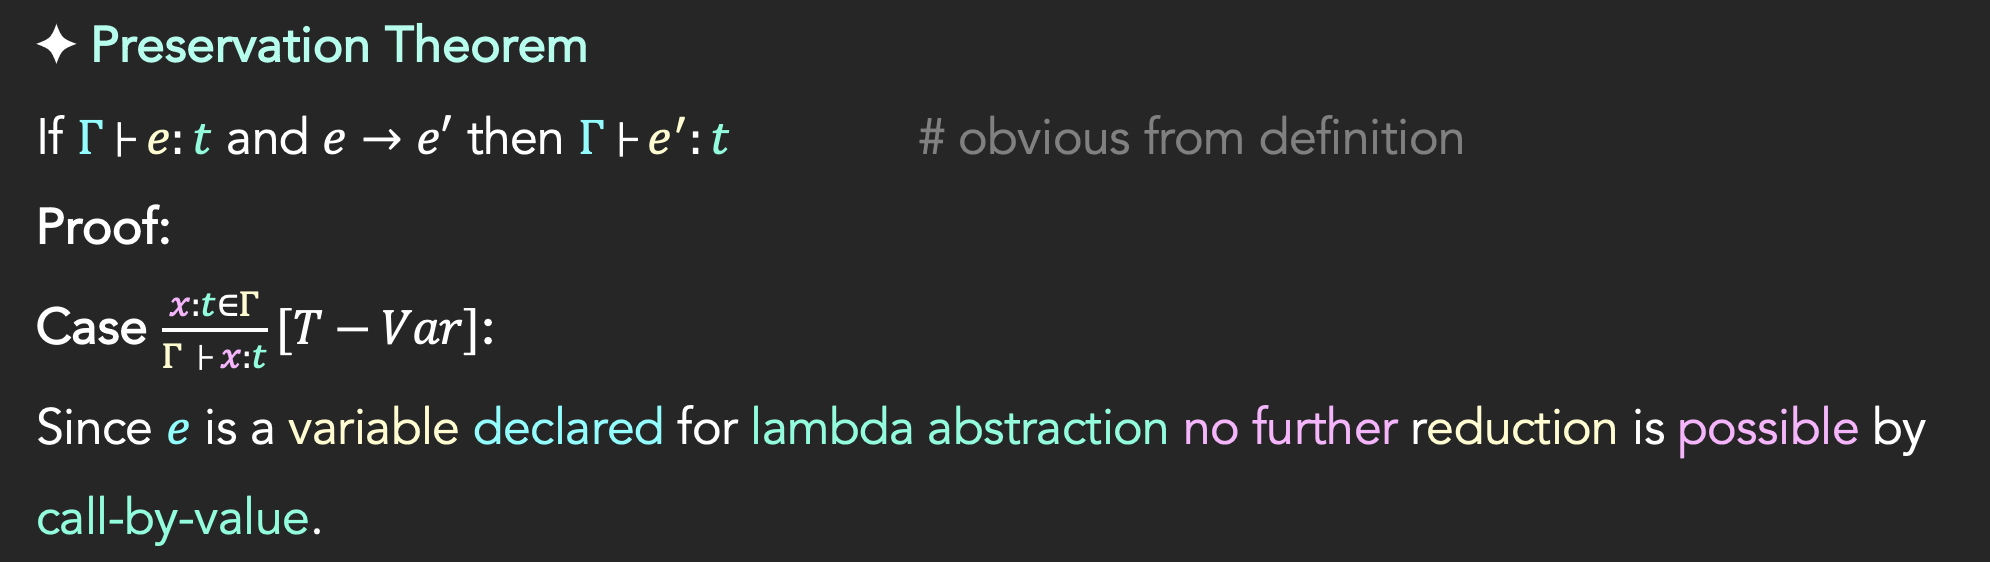 ✦ Preservation Theorem
If Γ ⊢ e: t and e → e′ then Γ ⊢ e′: t # obvious from definition
Proof:
Case x:t∈Γ / Γ ⊢ x:t [T − Var]:
Since e is a variable declared for lambda abstraction no further reduction is possible by
call-by-value.